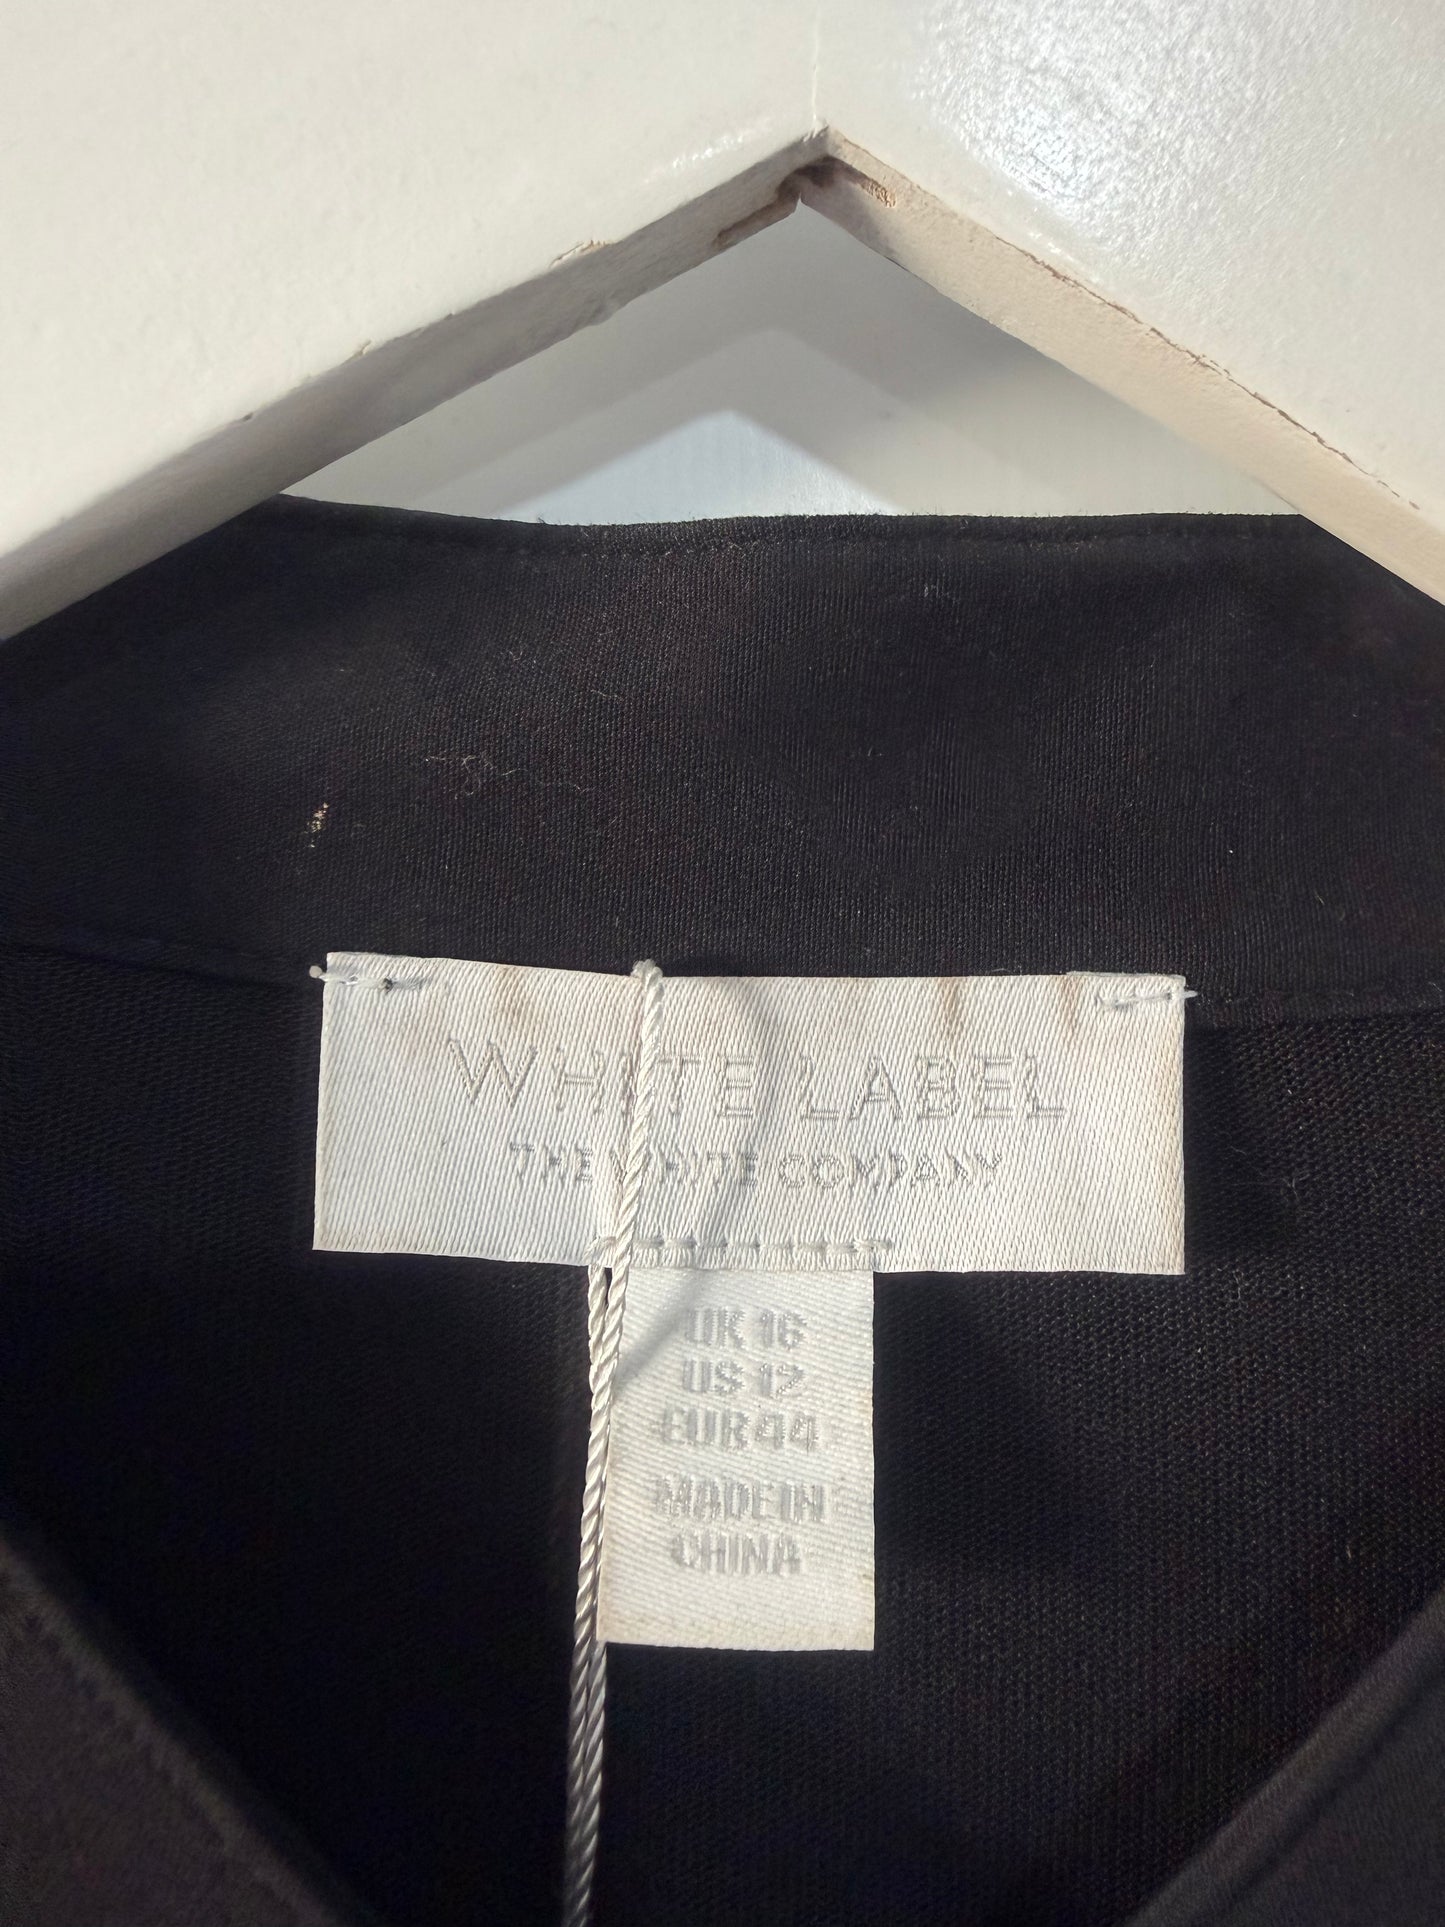 WHITE LABEL
THE WHITE COMPANY
UK 16
US 12
EUR 44
MADE IN
CHINA